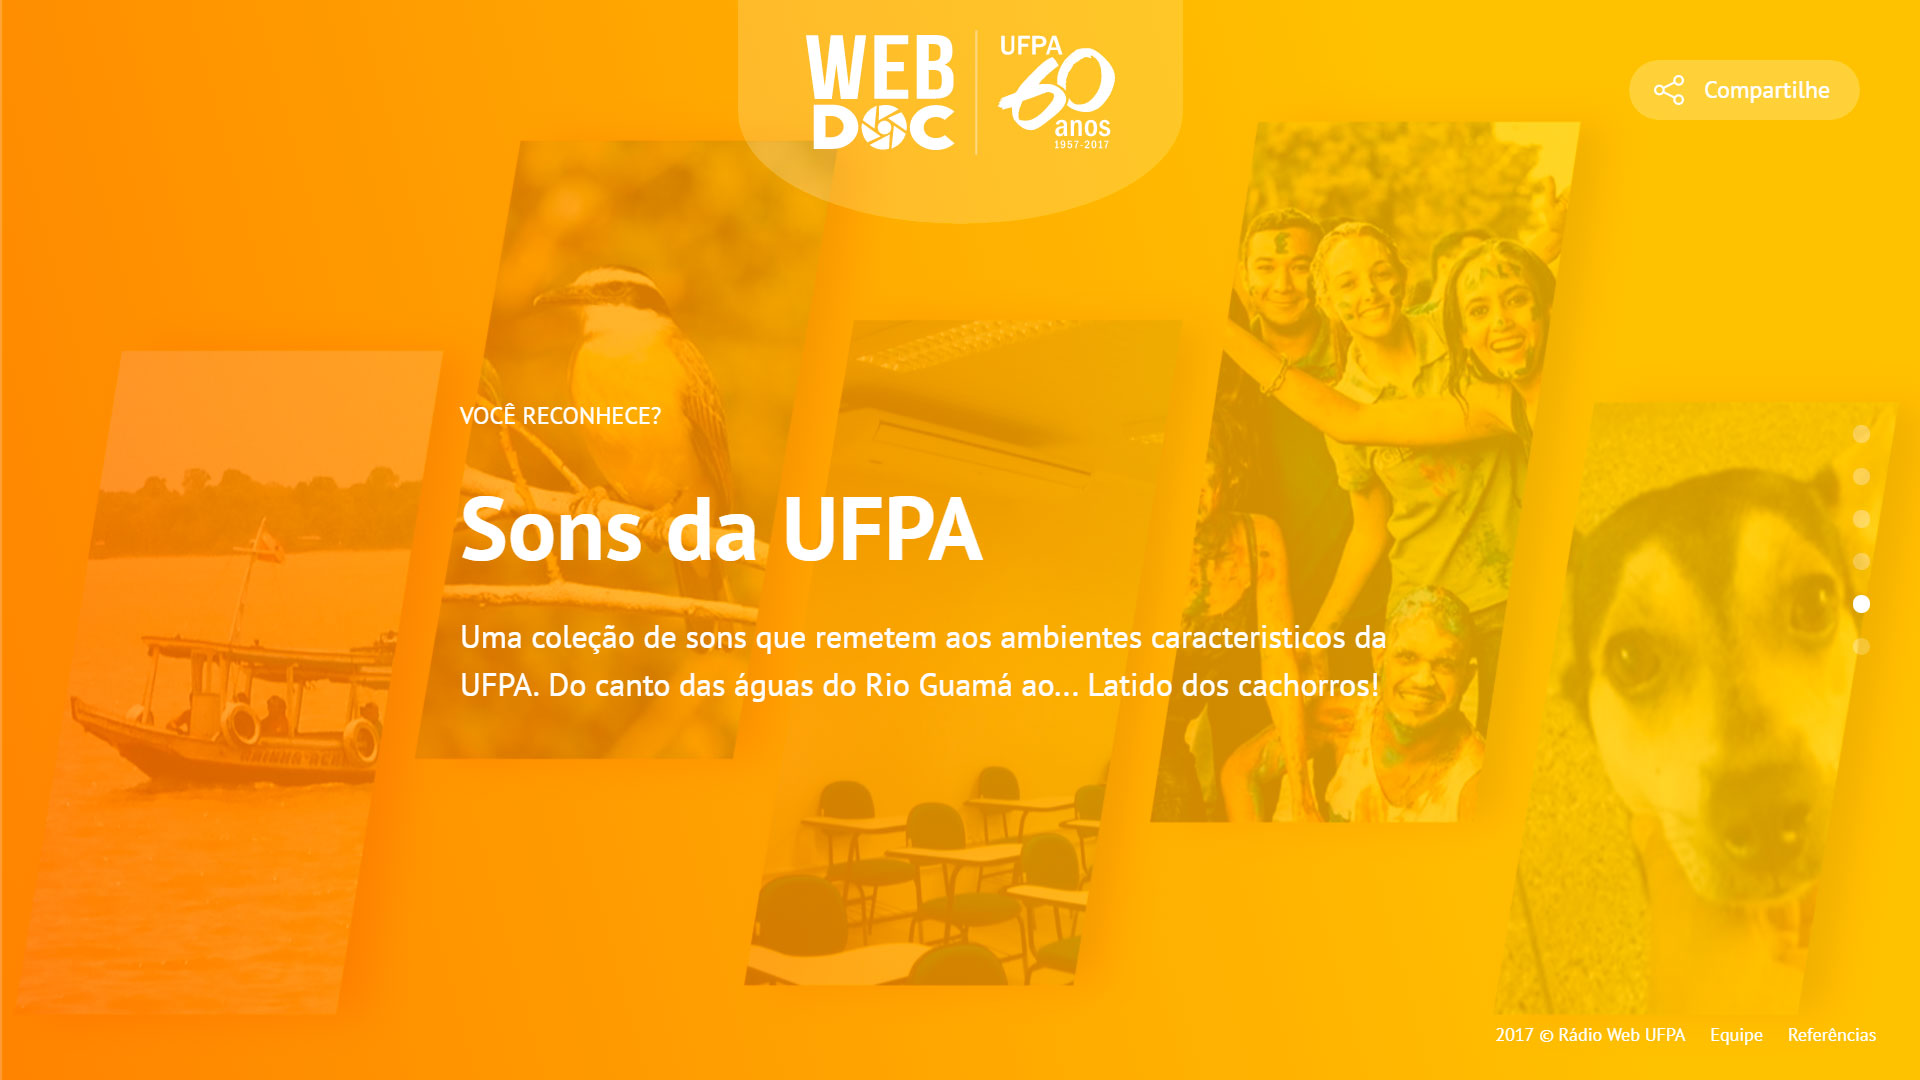 WEB
DOC
UFPA
60
anos
1957-2017
Compartilhe
VOCÊ RECONHECE?
Sons da UFPA
Uma coleção de sons que remetem aos ambientes caracteristicos da
UFPA. Do canto das águas do Rio Guamá ao... Latido dos cachorros!
2017 © Rádio Web UFPA Equipe Referências